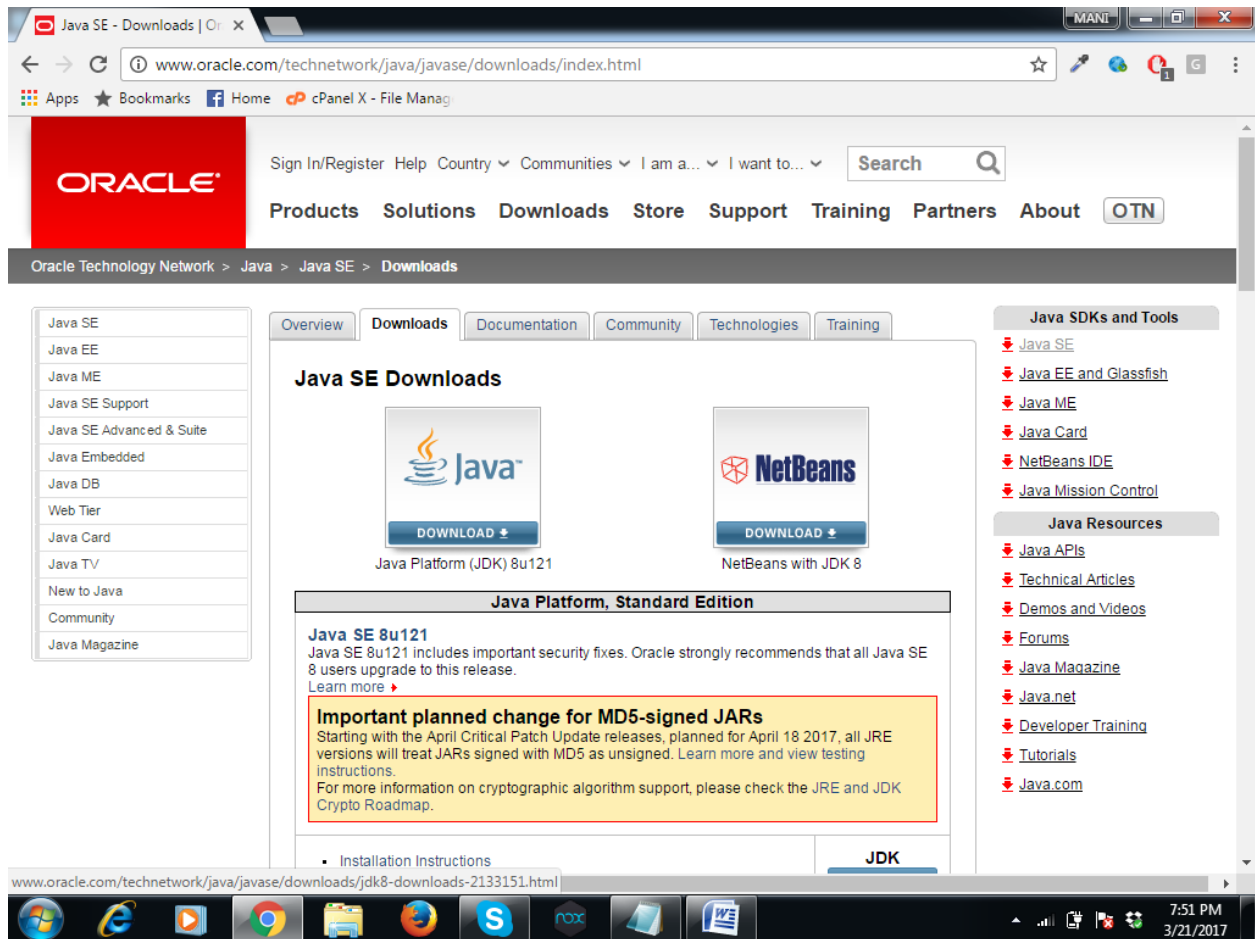 Java SE - Downloads | Or
MANI
www.oracle.com/technetwork/java/javase/downloads/index.html
1
G
Apps Bookmarks Home cPanel X - File Manag
ORACLE
Sign In/Register Help Country Communities I am a... I want to... Search
Products Solutions Downloads Store Support Training Partners About OTN
Oracle Technology Network > Java > Java SE > Downloads
Java SE
Java EE
Java ME
Java SE Support
Java SE Advanced & Suite
Java Embedded
Java DB
Web Tier
Java Card
Java TV
New to Java
Community
Java Magazine
Overview Downloads Documentation Community Technologies Training
Java SE Downloads
Java™
DOWNLOAD
Java Platform (JDK) 8u121
NetBeans
DOWNLOAD
NetBeans with JDK 8
Java Platform, Standard Edition
Java SE 8u121
Java SE 8u121 includes important security fixes. Oracle strongly recommends that all Java SE
8 users upgrade to this release.
Learn more
Important planned change for MD5-signed JARs
Starting with the April Critical Patch Update releases, planned for April 18 2017, all JRE
versions will treat JARs signed with MD5 as unsigned. Learn more and view testing
instructions.
For more information on cryptographic algorithm support, please check the JRE and JDK
Crypto Roadmap.
Installation Instructions
JDK
Java SDKs and Tools
Java SE
Java EE and Glassfish
Java ME
Java Card
NetBeans IDE
Java Mission Control
Java Resources
Java APIs
Technical Articles
Demos and Videos
Forums
Java Magazine
Java.net
Developer Training
Tutorials
Java.com
www.oracle.com/technetwork/java/javase/downloads/jdk8-downloads-2133151.html
nox
7:51 PM
3/21/2017